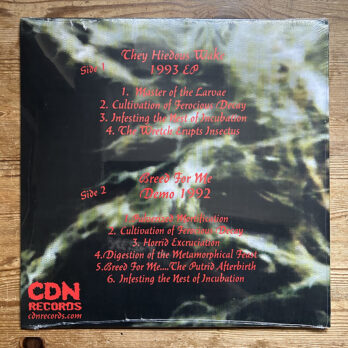 They Hiedous Wake
Side 1
1993 EP
1. Master of the Larvae
2. Cultivation of Ferocious Decay
3. Infesting the Nest of Incubation
4. The Wretch Erupts Insectus
Breed For Me
Side 2
Demo 1992
1. Mortification
2. Cultivation of Ferocious Decay
3. Horrid Excruciation
4. Digestion of the Metamorphical Feast
5. Breed For Me....The Putrid Afterbirth
6. Infesting the Nest of Incubation
CDN
RECORDS
cdnrecords.com